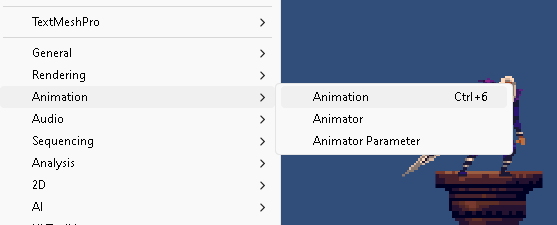 TextMeshPro
General
Rendering
Animation
Animation Ctrl+6
Audio
Animator
Sequencing
Animator Parameter
Analysis
2D
AI